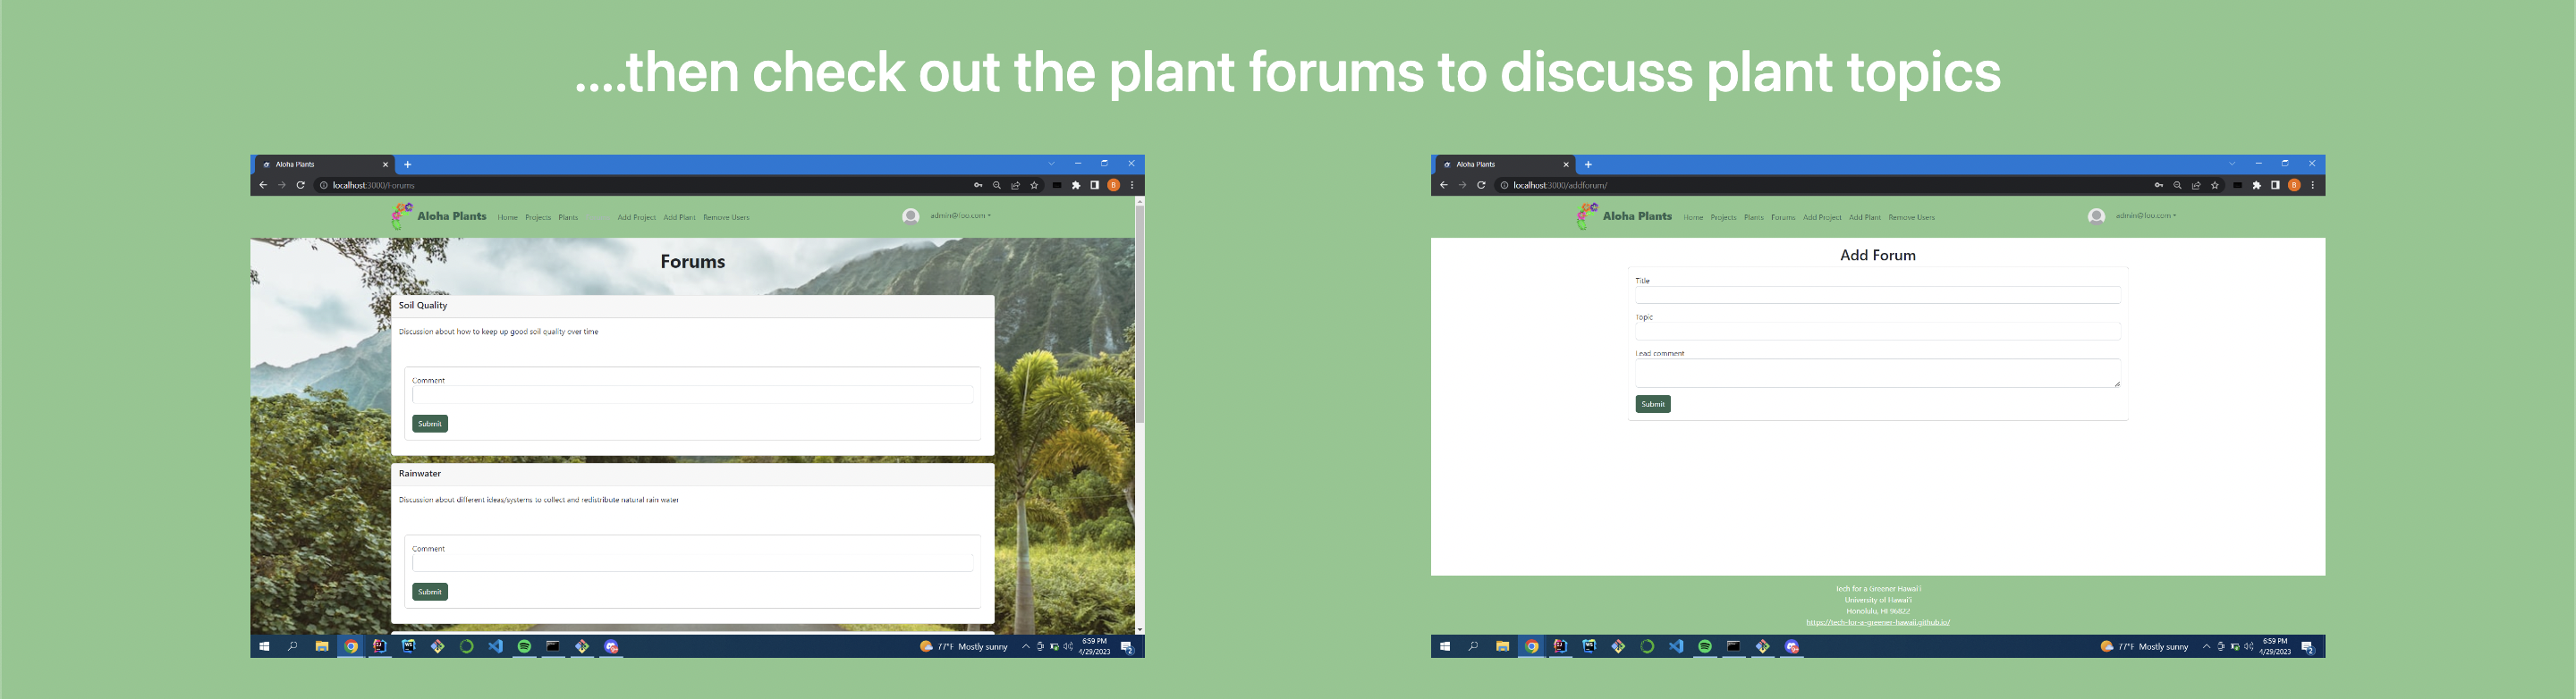 ....then check out the plant forums to discuss plant topics
Aloha Plants
localhost:3000/Forums
Aloha Plants Home Projects Plants Add Project Add Plant Remove Users admin@foo.com
Forums
Soil Quality
Discussion about how to keep up good soil quality over time
Comment
Submit
Rainwater
Discussion about different ideas/systems to collect and redistribute natural rain water
Comment
Submit
77°F Mostly sunny
6:59 PM
4/29/2023
Aloha Plants
localhost:3000/addforum/
Aloha Plants Home Projects Plants Forums Add Project Add Plant Remove Users admin@foo.com
Add Forum
Title
Topic
Lead comment
Submit
Tech for a Greener Hawai'i
University of Hawai'i
Honolulu, HI 96822
https://tech-for-a-greener-hawaii.github.io/
77°F Mostly sunny
6:59 PM
4/29/2023